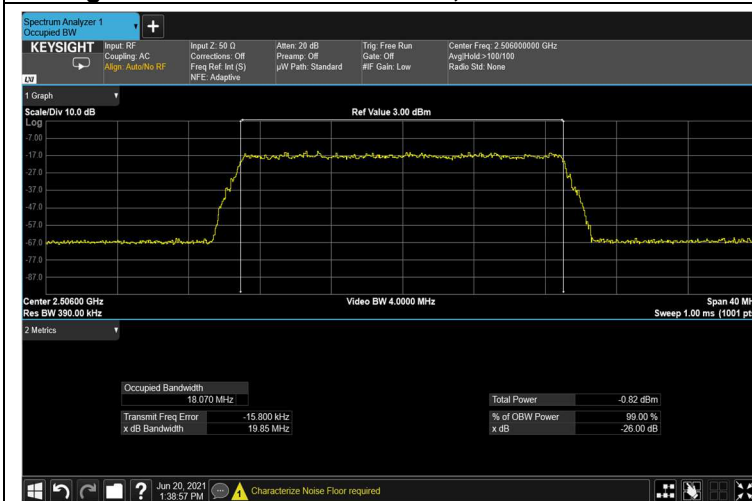 Spectrum Analyzer 1
Occupied BW
+
KEYSIGHT Input: RF Input Z: 50 Ω Atten: 20 dB Trig: Free Run Center Freq: 2.506000000 GHz
Coupling: AC Corrections: Off Preamp: Off Gate: Off Avg|Hold:>100/100
Align: Auto/No RF Freq Ref: Int (S) µW Path: Standard #IF Gain: Low Radio Std: None
LXI NFE: Adaptive
1 Graph
Scale/Div 10.0 dB Ref Value 3.00 dBm
Log
-7.00
-17.0
-27.0
-37.0
-47.0
-57.0
-67.0
-77.0
-87.0
Center 2.50600 GHz Video BW 4.0000 MHz Span 40 MH
Res BW 390.00 kHz Sweep 1.00 ms (1001 pt
2 Metrics
Occupied Bandwidth
18.070 MHz Total Power -0.82 dBm
Transmit Freq Error -15.800 kHz % of OBW Power 99.00 %
x dB Bandwidth 19.85 MHz x dB -26.00 dB
? Jun 20, 2021
1:38:57 PM
1 Characterize Noise Floor required